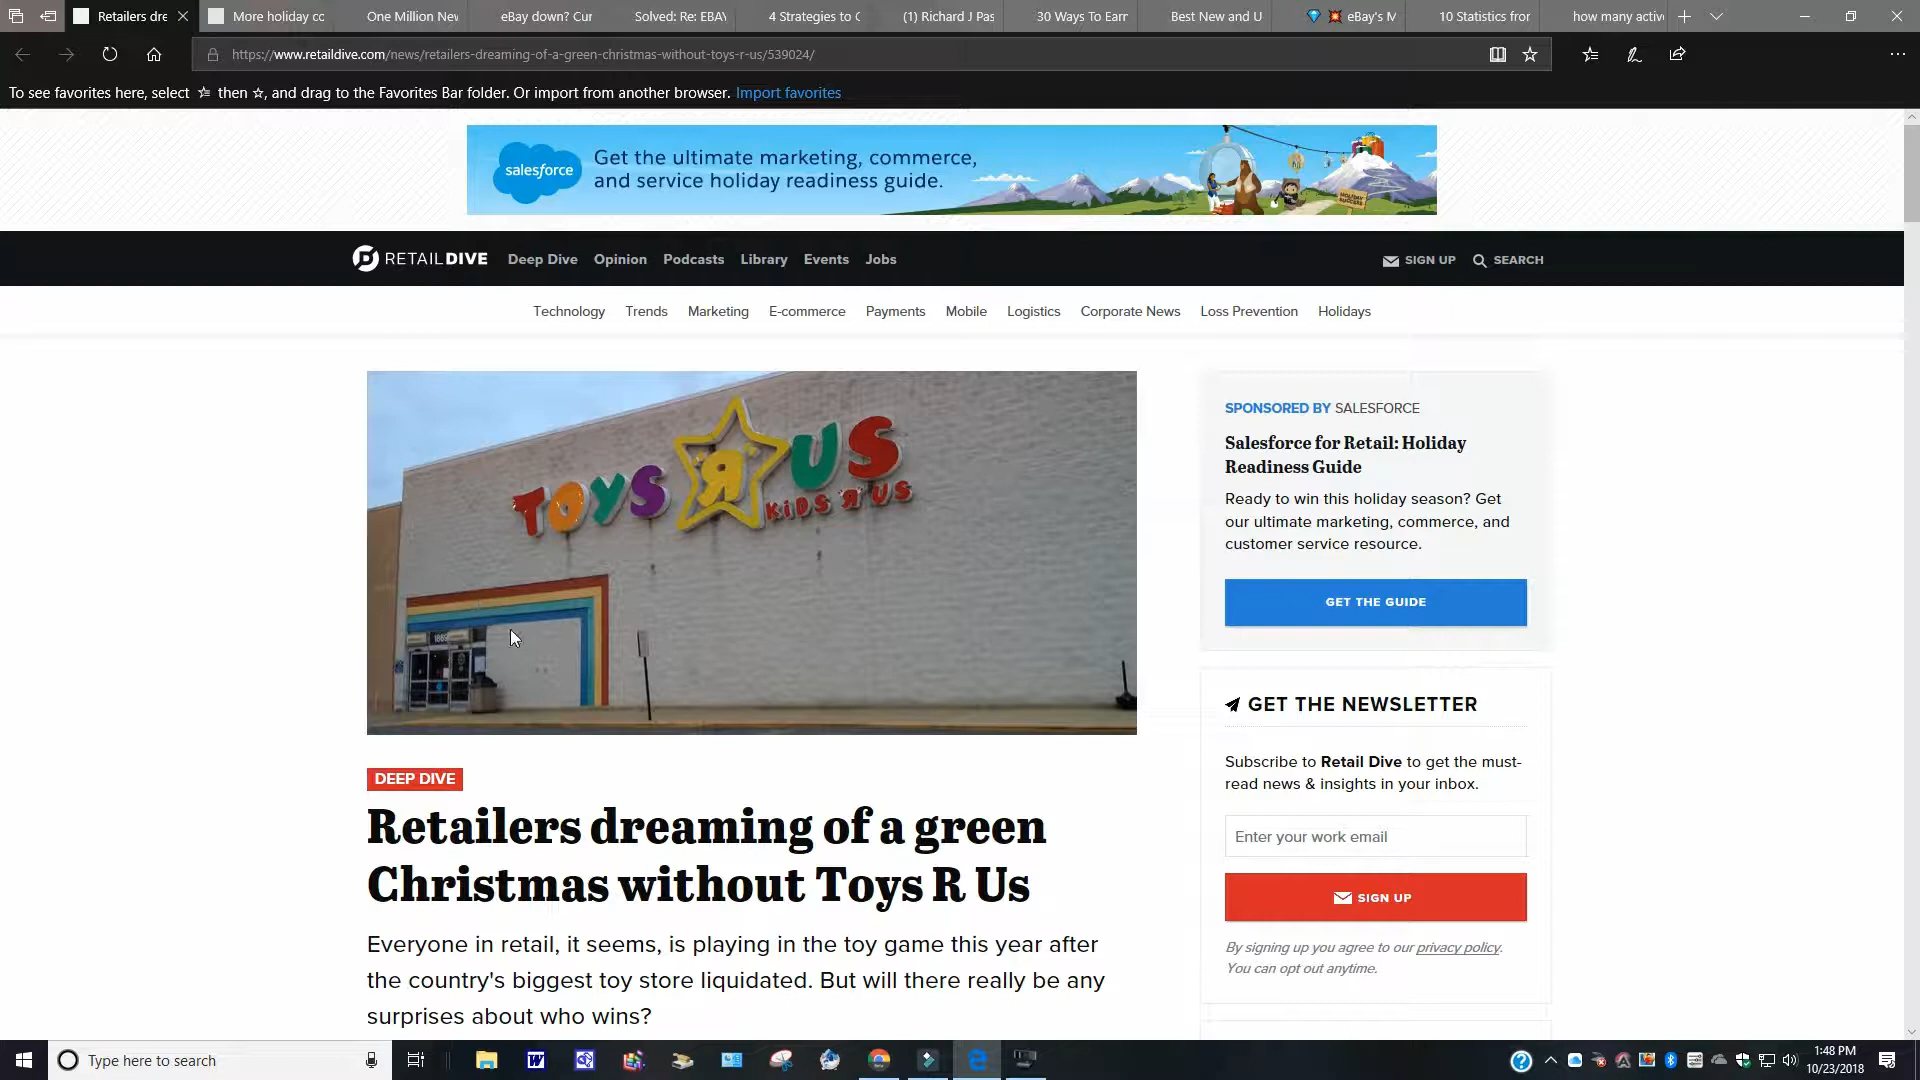 Retailers dre
More holiday cc
One Million Nev
eBay down? Cur
Solved: Re: EBAY
4 Strategies to C
(1) Richard J Pas
30 Ways To Earr
Best New and U
eBay's M
10 Statistics fror
how many activ
https://www.retaildive.com/news/retailers-dreaming-of-a-green-christmas-without-toys-r-us/539024/
To see favorites here, select then ☆, and drag to the Favorites Bar folder. Or import from another browser. Import favorites
salesforce
Get the ultimate marketing, commerce,
and service holiday readiness guide.
HOLIDAY
SUCCESS
RETAILDIVE
Deep Dive
Opinion
Podcasts
Library
Events
Jobs
SIGN UP
SEARCH
Technology
Trends
Marketing
E-commerce
Payments
Mobile
Logistics
Corporate News
Loss Prevention
Holidays
TOYS R US
KIDS R US
1869
DEEP DIVE
Retailers dreaming of a green
Christmas without Toys R Us
Everyone in retail, it seems, is playing in the toy game this year after
the country's biggest toy store liquidated. But will there really be any
surprises about who wins?
SPONSORED BY SALESFORCE
Salesforce for Retail: Holiday
Readiness Guide
Ready to win this holiday season? Get
our ultimate marketing, commerce, and
customer service resource.
GET THE GUIDE
GET THE NEWSLETTER
Subscribe to Retail Dive to get the must-
read news & insights in your inbox.
Enter your work email
SIGN UP
By signing up you agree to our privacy policy.
You can opt out anytime.
Type here to search
1:48 PM
10/23/2018